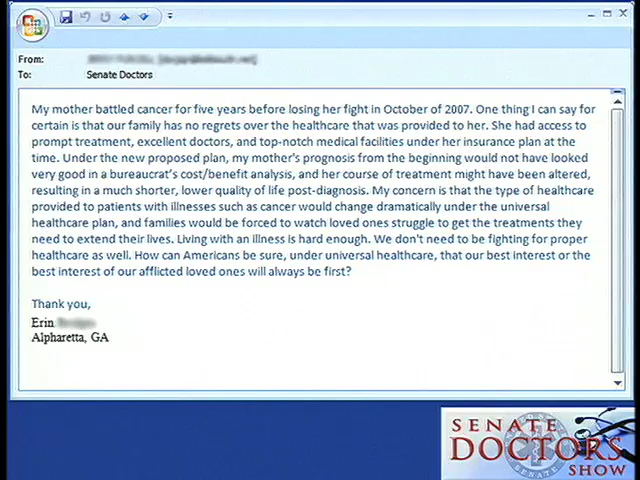 From:
To: Senate Doctors
My mother battled cancer for five years before losing her fight in October of 2007. One thing I can say for
certain is that our family has no regrets over the healthcare that was provided to her. She had access to
prompt treatment, excellent doctors, and top-notch medical facilities under her insurance plan at the
time. Under the new proposed plan, my mother's prognosis from the beginning would not have looked
very good in a bureaucrat's cost/benefit analysis, and her course of treatment might have been altered,
resulting in a much shorter, lower quality of life post-diagnosis. My concern is that the type of healthcare
provided to patients with illnesses such as cancer would change dramatically under the universal
healthcare plan, and families would be forced to watch loved ones struggle to get the treatments they
need to extend their lives. Living with an illness is hard enough. We don't need to be fighting for proper
healthcare as well. How can Americans be sure, under universal healthcare, that our best interest or the
best interest of our afflicted loved ones will always be first?
Thank you,
Erin
Alpharetta, GA
SENATE
DOCTORS
SHOW